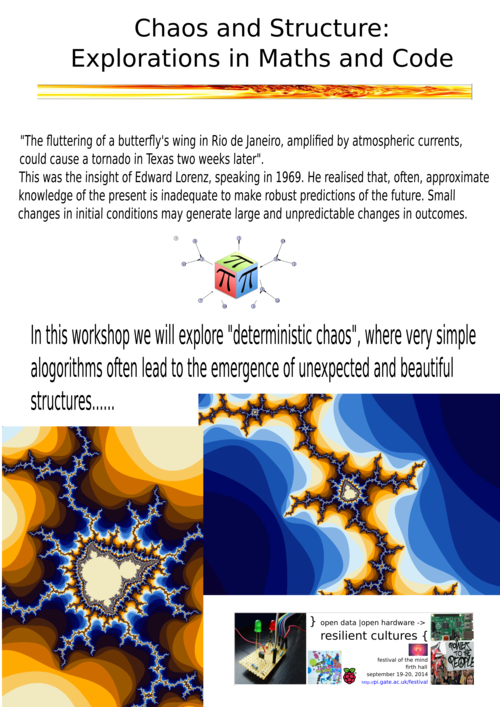 Chaos and Structure:
Explorations in Maths and Code
"The fluttering of a butterfly's wing in Rio de Janeiro, amplified by atmospheric currents,
could cause a tornado in Texas two weeks later".
This was the insight of Edward Lorenz, speaking in 1969. He realised that, often, approximate
knowledge of the present is inadequate to make robust predictions of the future. Small
changes in initial conditions may generate large and unpredictable changes in outcomes.
π
π π
In this workshop we will explore "deterministic chaos", where very simple
alogorithms often lead to the emergence of unexpected and beautiful
structures......
} open data |open hardware ->
resilient cultures {
festival of the mind
firth hall
september 19-20, 2014
http://pi.gate.ac.uk/festival
POWER
TO THE
PEOPLE